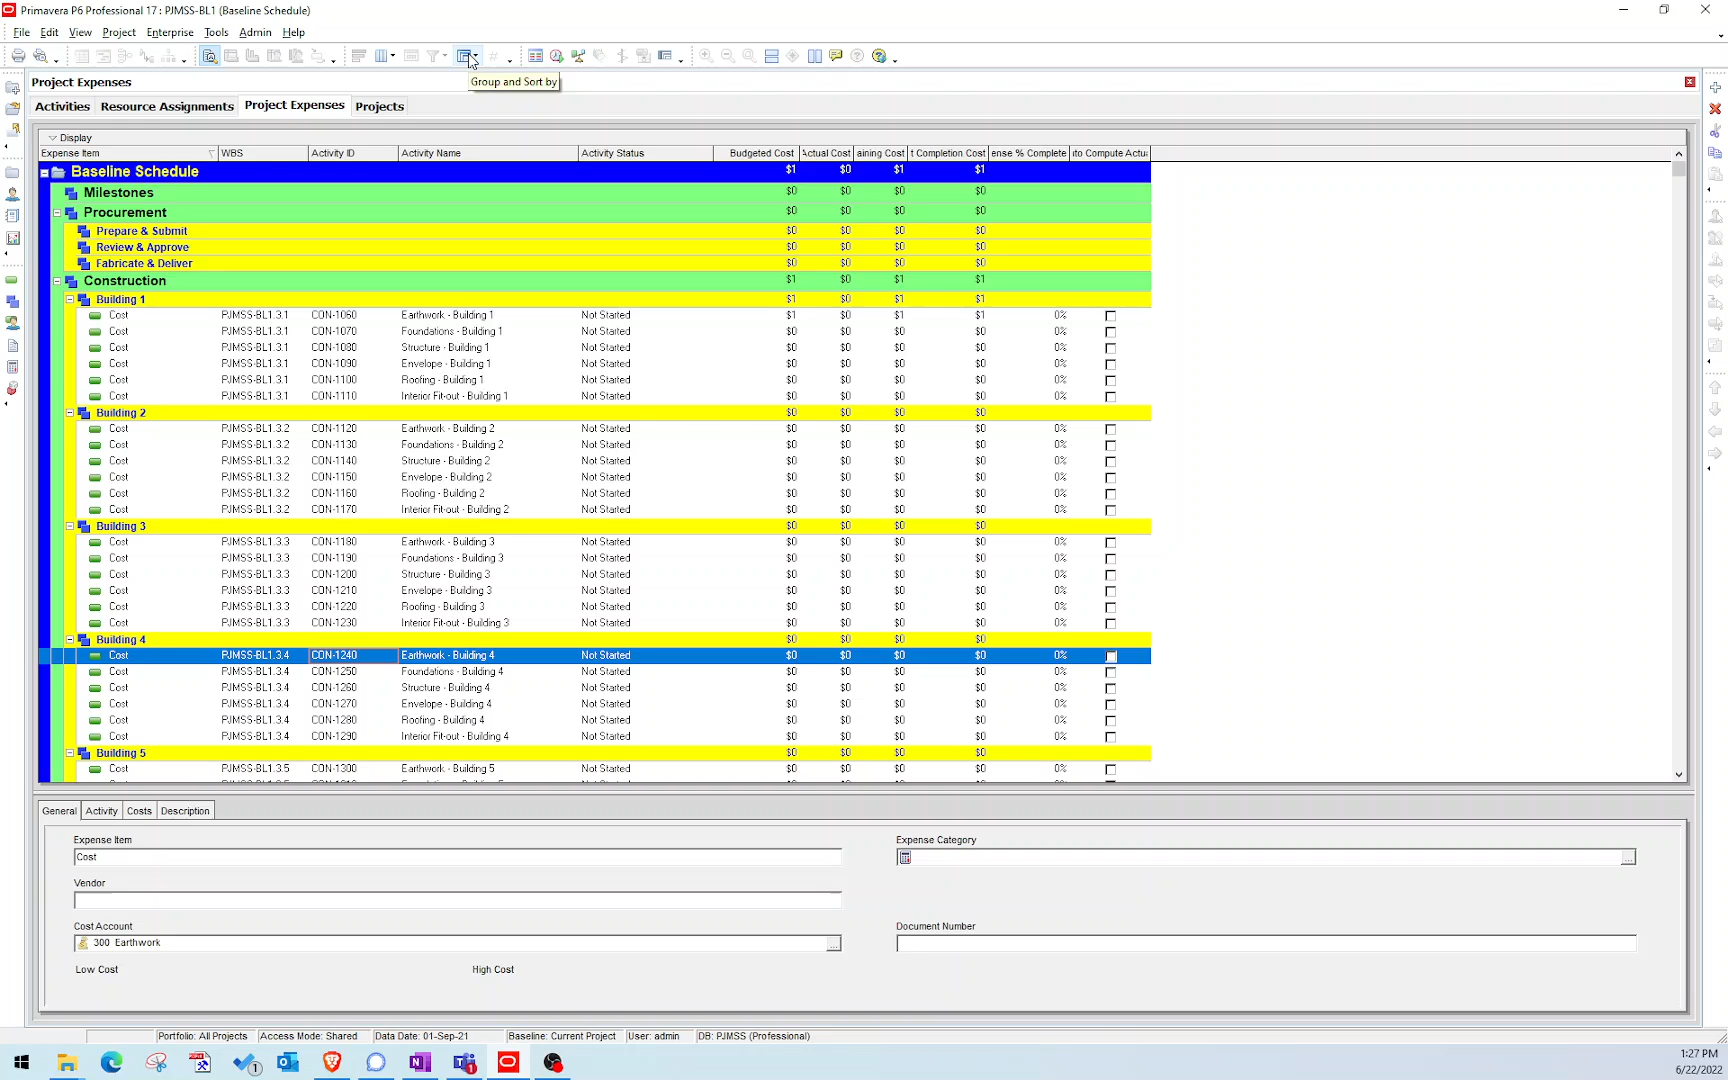 Primavera P6 Professional 17 : PJMSS-BL1 (Baseline Schedule)
File Edit View Project Enterprise Tools Admin Help
Group and Sort by
Project Expenses
Activities Resource Assignments Project Expenses Projects
Display
Expense Item WBS Activity ID Activity Name Activity Status Budgeted Cost Actual Cost aining Cost t Completion Cost ense % Complete ito Compute Actua
Baseline Schedule $1 $0 $1 $1
Milestones $0 $0 $0 $0
Procurement $0 $0 $0 $0
Prepare & Submit $0 $0 $0 $0
Review & Approve $0 $0 $0 $0
Fabricate & Deliver $0 $0 $0 $0
Construction $1 $0 $1 $1
Building 1 $1 $0 $1 $1
Cost PJMSS-BL1.3.1 CON-1060 Earthwork - Building 1 Not Started $1 $0 $1 $1 0%
Cost PJMSS-BL1.3.1 CON-1070 Foundations - Building 1 Not Started $0 $0 $0 $0 0%
Cost PJMSS-BL1.3.1 CON-1080 Structure - Building 1 Not Started $0 $0 $0 $0 0%
Cost PJMSS-BL1.3.1 CON-1090 Envelope - Building 1 Not Started $0 $0 $0 $0 0%
Cost PJMSS-BL1.3.1 CON-1100 Roofing - Building 1 Not Started $0 $0 $0 $0 0%
Cost PJMSS-BL1.3.1 CON-1110 Interior Fit-out - Building 1 Not Started $0 $0 $0 $0 0%
Building 2 $0 $0 $0 $0
Cost PJMSS-BL1.3.2 CON-1120 Earthwork - Building 2 Not Started $0 $0 $0 $0 0%
Cost PJMSS-BL1.3.2 CON-1130 Foundations - Building 2 Not Started $0 $0 $0 $0 0%
Cost PJMSS-BL1.3.2 CON-1140 Structure - Building 2 Not Started $0 $0 $0 $0 0%
Cost PJMSS-BL1.3.2 CON-1150 Envelope - Building 2 Not Started $0 $0 $0 $0 0%
Cost PJMSS-BL1.3.2 CON-1160 Roofing - Building 2 Not Started $0 $0 $0 $0 0%
Cost PJMSS-BL1.3.2 CON-1170 Interior Fit-out - Building 2 Not Started $0 $0 $0 $0 0%
Building 3 $0 $0 $0 $0
Cost PJMSS-BL1.3.3 CON-1180 Earthwork - Building 3 Not Started $0 $0 $0 $0 0%
Cost PJMSS-BL1.3.3 CON-1190 Foundations - Building 3 Not Started $0 $0 $0 $0 0%
Cost PJMSS-BL1.3.3 CON-1200 Structure - Building 3 Not Started $0 $0 $0 $0 0%
Cost PJMSS-BL1.3.3 CON-1210 Envelope - Building 3 Not Started $0 $0 $0 $0 0%
Cost PJMSS-BL1.3.3 CON-1220 Roofing - Building 3 Not Started $0 $0 $0 $0 0%
Cost PJMSS-BL1.3.3 CON-1230 Interior Fit-out - Building 3 Not Started $0 $0 $0 $0 0%
Building 4 $0 $0 $0 $0
Cost PJMSS-BL1.3.4 CON-1240 Earthwork - Building 4 Not Started $0 $0 $0 $0 0%
Cost PJMSS-BL1.3.4 CON-1250 Foundations - Building 4 Not Started $0 $0 $0 $0 0%
Cost PJMSS-BL1.3.4 CON-1260 Structure - Building 4 Not Started $0 $0 $0 $0 0%
Cost PJMSS-BL1.3.4 CON-1270 Envelope - Building 4 Not Started $0 $0 $0 $0 0%
Cost PJMSS-BL1.3.4 CON-1280 Roofing - Building 4 Not Started $0 $0 $0 $0 0%
Cost PJMSS-BL1.3.4 CON-1290 Interior Fit-out - Building 4 Not Started $0 $0 $0 $0 0%
Building 5 $0 $0 $0 $0
Cost PJMSS-BL1.3.5 CON-1300 Earthwork - Building 5 Not Started $0 $0 $0 $0 0%
General Activity Costs Description
Expense Item Expense Category
Cost
Vendor
Cost Account Document Number
300 Earthwork
Low Cost High Cost
Portfolio: All Projects Access Mode: Shared Data Date: 01-Sep-21 Baseline: Current Project User: admin DB: PJMSS (Professional)
1:27 PM
6/22/2022